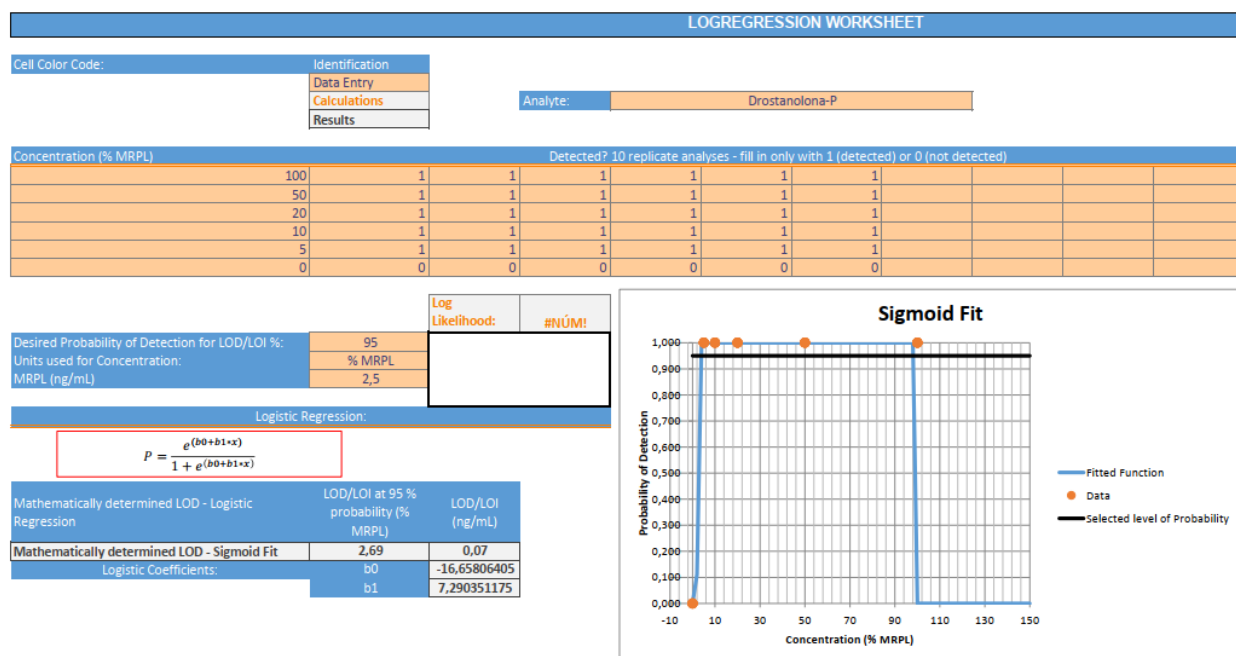 LOGREGRESSION WORKSHEET
Cell Color Code: Identification
Data Entry
Calculations
Results
Analyte: Drostanolona-P
Concentration (% MRPL) Detected? 10 replicate analyses - fill in only with 1 (detected) or 0 (not detected)
100 1 1 1 1 1 1
50 1 1 1 1 1 1
20 1 1 1 1 1 1
10 1 1 1 1 1 1
5 1 1 1 1 1 1
0 0 0 0 0 0 0
Log Likelihood: #NÚM!
Desired Probability of Detection for LOD/LOI %: 95
Units used for Concentration: % MRPL
MRPL (ng/mL) 2,5
Logistic Regression:
P = e^(b0+b1*x) / 1 + e^(b0+b1*x)
Mathematically determined LOD - Logistic Regression LOD/LOI at 95 % probability (% MRPL) LOD/LOI (ng/mL)
Mathematically determined LOD - Sigmoid Fit 2,69 0,07
Logistic Coefficients: b0 -16,65806405
b1 7,290351175
Sigmoid Fit
Probability of Detection
1,000
0,900
0,800
0,700
0,600
0,500
0,400
0,300
0,200
0,100
0,000
-10 10 30 50 70 90 110 130 150
Concentration (% MRPL)
Fitted Function
Data
Selected level of Probability